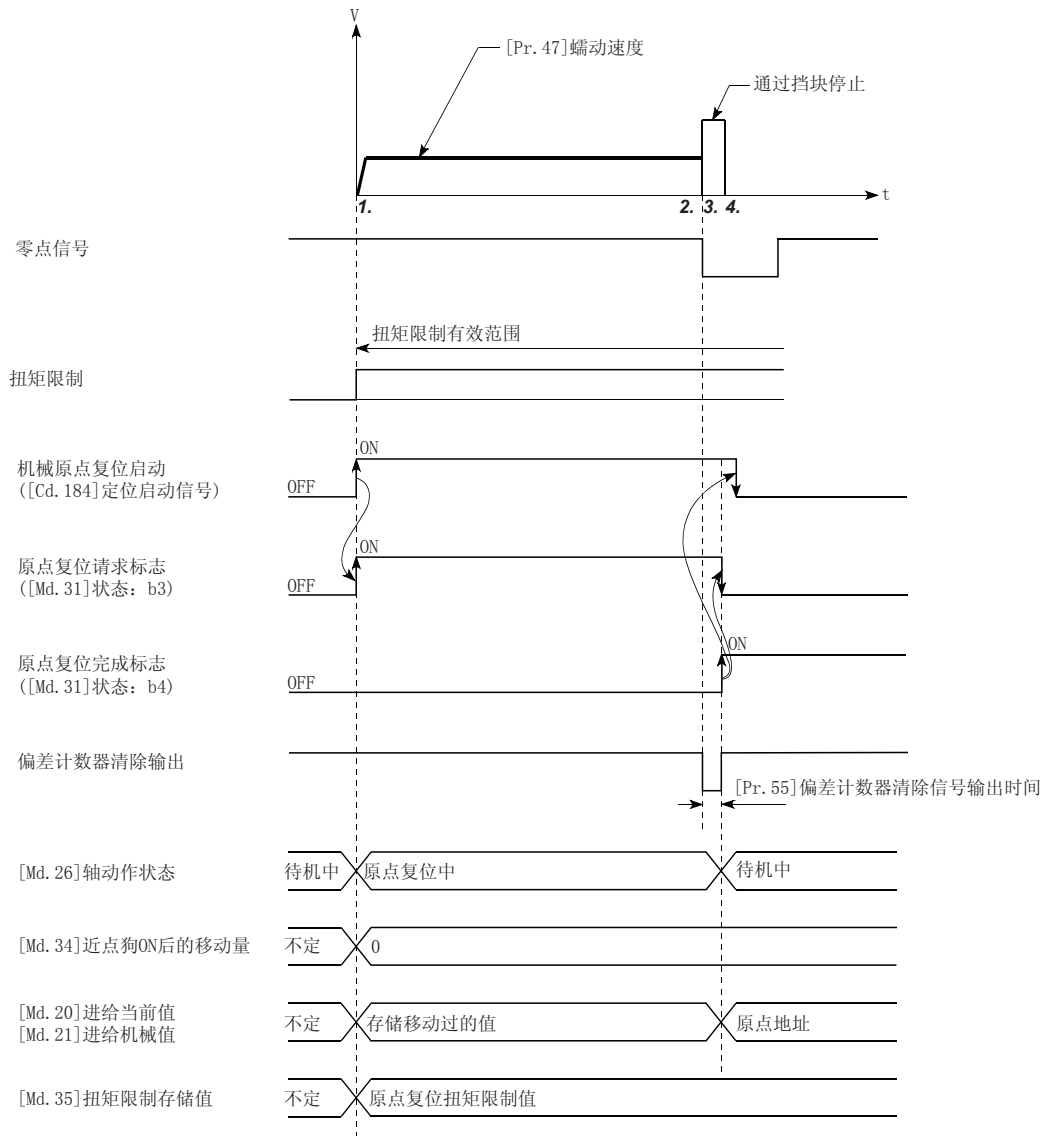 V
[Pr.47]蠕动速度
通过挡块停止
t
1.
2. 3. 4.
零点信号
扭矩限制有效范围
扭矩限制
ON
机械原点复位启动
([Cd.184]定位启动信号)
OFF
ON
原点复位请求标志
([Md.31]状态：b3)
OFF
ON
原点复位完成标志
([Md.31]状态：b4)
OFF
偏差计数器清除输出
[Pr.55]偏差计数器清除信号输出时间
[Md.26]轴动作状态 待机中 原点复位中 待机中
[Md.34]近点狗ON后的移动量 不定 0
[Md.20]进给当前值
[Md.21]进给机械值
不定 存储移动过的值 原点地址
[Md.35]扭矩限制存储值 不定 原点复位扭矩限制值